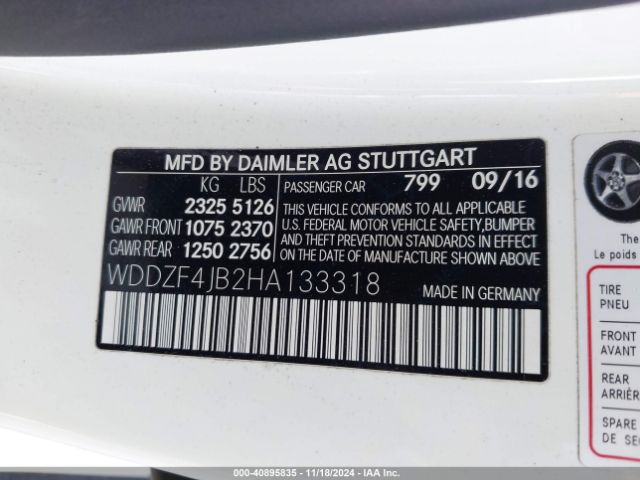 MFD BY DAIMLER AG STUTTGART
KG LBS
GVWR 2325 5126
GAWR FRONT 1075 2370
GAWR REAR 1250 2756
PASSENGER CAR 799 09/16
THIS VEHICLE CONFORMS TO ALL APPLICABLE
U.S. FEDERAL MOTOR VEHICLE SAFETY, BUMPER
AND THEFT PREVENTION STANDARDS IN EFFECT
ON THE DATE OF MANUFACTURE SHOWN ABOVE.
WDDZF4JB2HA133318
MADE IN GERMANY
The
Le poids
TIRE
PNEU
FRONT
AVANT
REAR
ARRIÈR
SPARE
DE SE
000-40895835 - 11/18/2024 - IAA Inc.